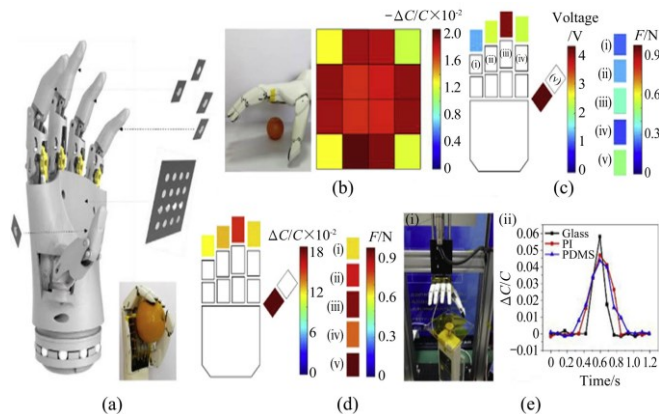 −ΔC/C×10⁻²
2.0
1.6
1.2
0.8
0.4
0
(i)
(ii)
(iii)
(iv)
(v)
Voltage
/V
4
3
2
1
0
F/N
(i)
(ii)
(iii)
(iv)
(v)
0.9
0.6
0.3
0
(b)
(c)
ΔC/C×10⁻²
18
12
6
0
F/N
(i)
(ii)
(iii)
(iv)
(v)
0.9
0.6
0.3
0
(i)
(ii)
Glass
PI
PDMS
ΔC/C
0.06
0.05
0.04
0.03
0.02
0.01
0
−0.01
0 0.2 0.4 0.6 0.8 1.0 1.2
Time/s
(a)
(d)
(e)